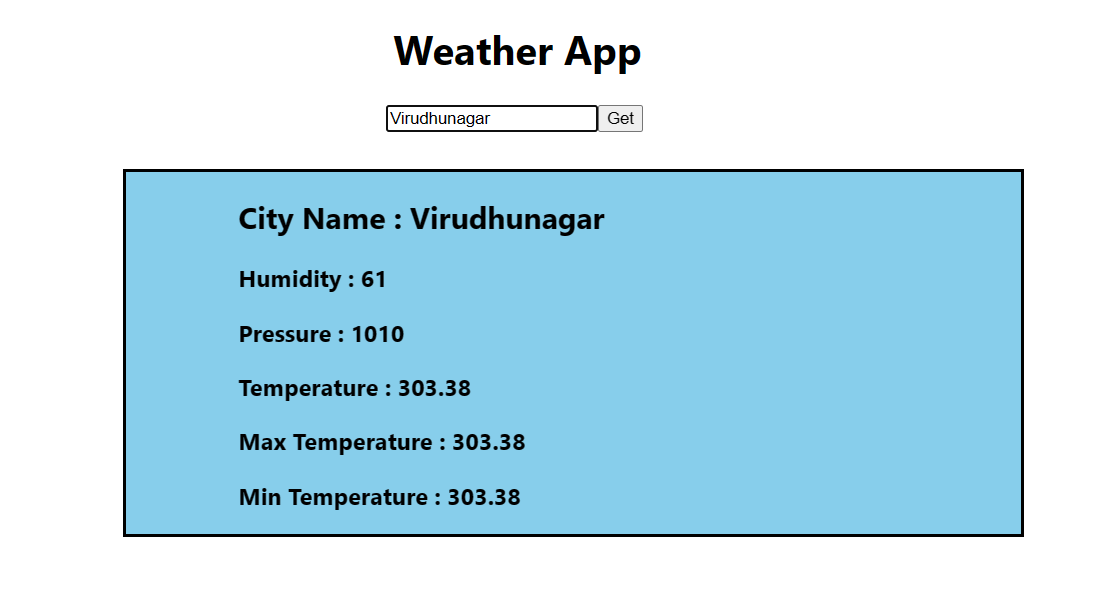 Weather App
Virudhunagar Get
City Name : Virudhunagar
Humidity : 61
Pressure : 1010
Temperature : 303.38
Max Temperature : 303.38
Min Temperature : 303.38